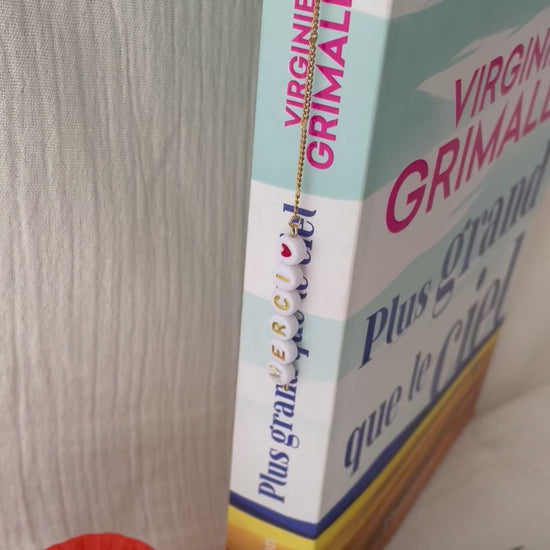 VIRGINIE
GRIMALDI
Plus grand que le ciel
MERCI
VIRGINIE
GRIMALDI
Plus grand
que le
ciel